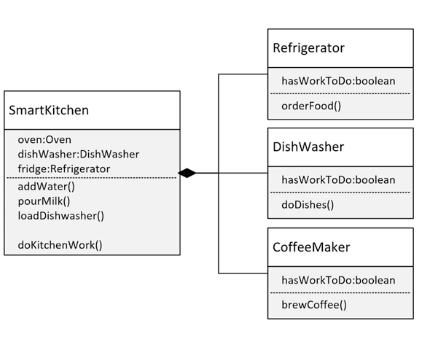 SmartKitchen
oven:Oven
dishWasher:DishWasher
fridge:Refrigerator
addWater()
pourMilk()
loadDishwasher()
doKitchenWork()
Refrigerator
hasWorkToDo:boolean
orderFood()
DishWasher
hasWorkToDo:boolean
doDishes()
CoffeeMaker
hasWorkToDo:boolean
brewCoffee()